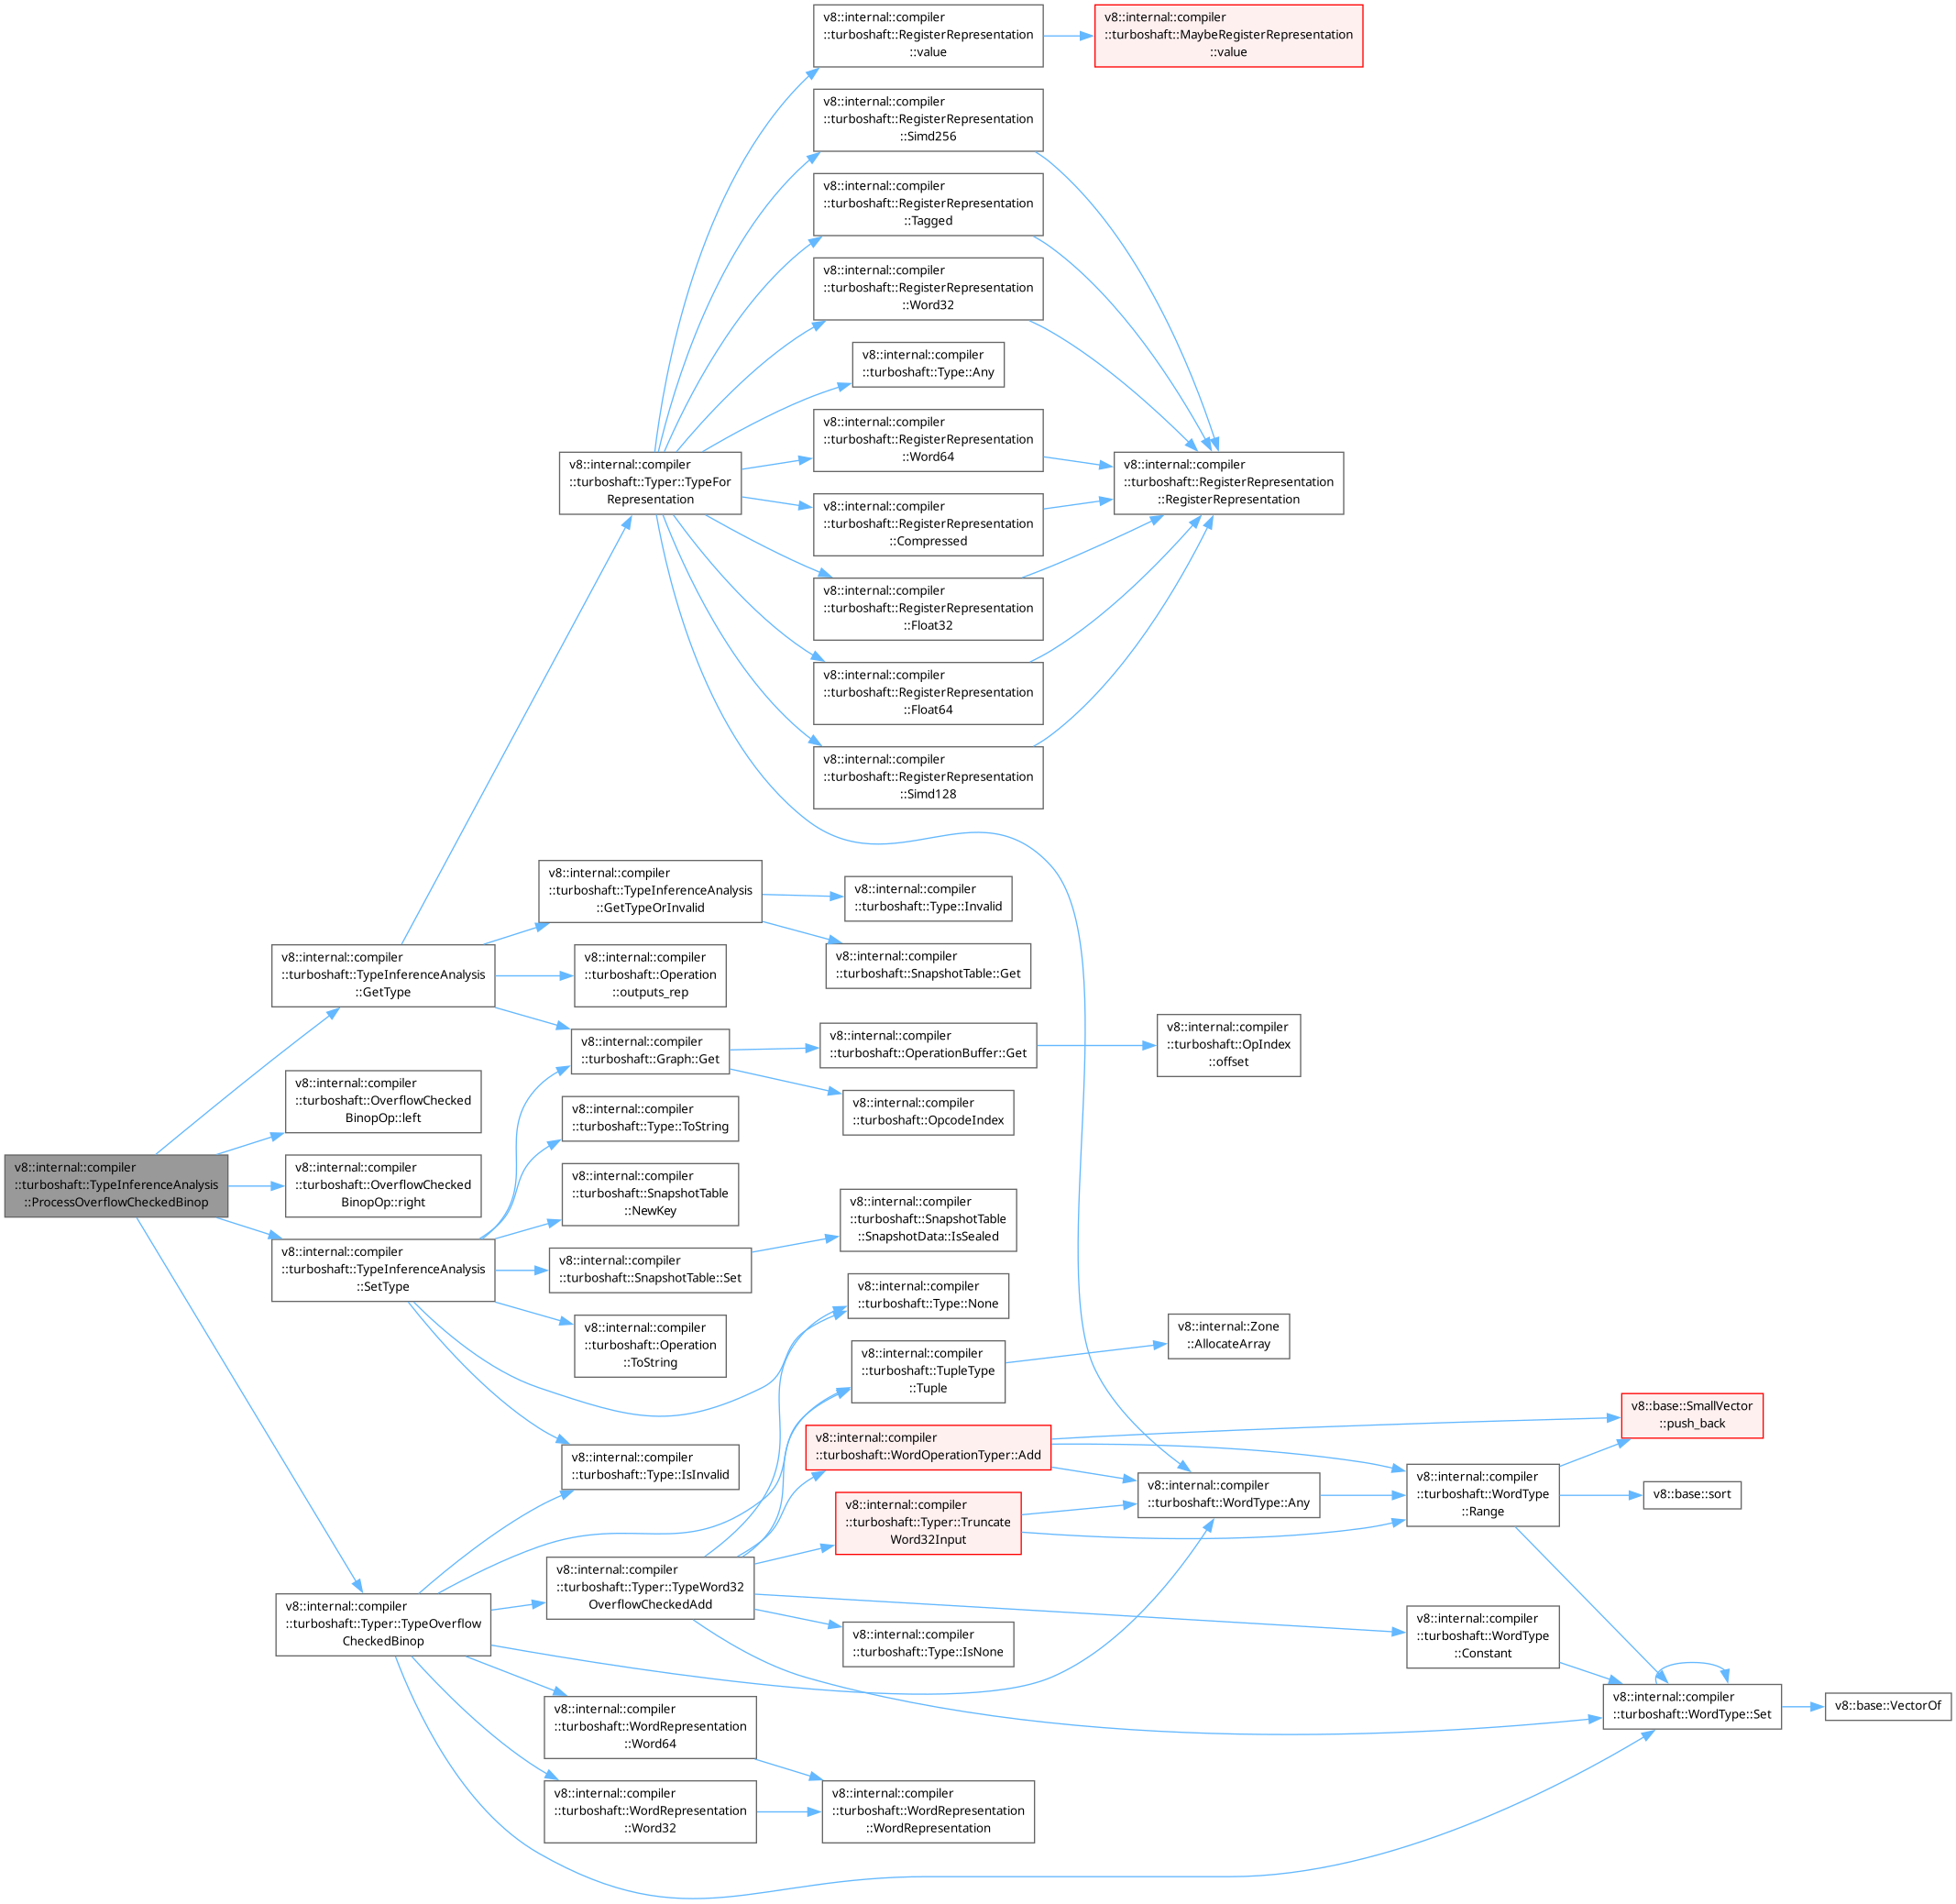 v8::internal::compiler
::turboshaft::RegisterRepresentation
::value
v8::internal::compiler
::turboshaft::MaybeRegisterRepresentation
::value
v8::internal::compiler
::turboshaft::RegisterRepresentation
::Simd256
v8::internal::compiler
::turboshaft::RegisterRepresentation
::Tagged
v8::internal::compiler
::turboshaft::RegisterRepresentation
::Word32
v8::internal::compiler
::turboshaft::Type::Any
v8::internal::compiler
::turboshaft::RegisterRepresentation
::Word64
v8::internal::compiler
::turboshaft::Typer::TypeFor
Representation
v8::internal::compiler
::turboshaft::RegisterRepresentation
::RegisterRepresentation
v8::internal::compiler
::turboshaft::RegisterRepresentation
::Compressed
v8::internal::compiler
::turboshaft::RegisterRepresentation
::Float32
v8::internal::compiler
::turboshaft::RegisterRepresentation
::Float64
v8::internal::compiler
::turboshaft::RegisterRepresentation
::Simd128
v8::internal::compiler
::turboshaft::TypeInferenceAnalysis
::GetTypeOrInvalid
v8::internal::compiler
::turboshaft::Type::Invalid
v8::internal::compiler
::turboshaft::SnapshotTable::Get
v8::internal::compiler
::turboshaft::TypeInferenceAnalysis
::GetType
v8::internal::compiler
::turboshaft::Operation
::outputs_rep
v8::internal::compiler
::turboshaft::Graph::Get
v8::internal::compiler
::turboshaft::OperationBuffer::Get
v8::internal::compiler
::turboshaft::OpIndex
::offset
v8::internal::compiler
::turboshaft::OpcodeIndex
v8::internal::compiler
::turboshaft::OverflowChecked
BinopOp::left
v8::internal::compiler
::turboshaft::Type::ToString
v8::internal::compiler
::turboshaft::TypeInferenceAnalysis
::ProcessOverflowCheckedBinop
v8::internal::compiler
::turboshaft::OverflowChecked
BinopOp::right
v8::internal::compiler
::turboshaft::SnapshotTable
::NewKey
v8::internal::compiler
::turboshaft::SnapshotTable
::SnapshotData::IsSealed
v8::internal::compiler
::turboshaft::TypeInferenceAnalysis
::SetType
v8::internal::compiler
::turboshaft::SnapshotTable::Set
v8::internal::compiler
::turboshaft::Type::None
v8::internal::compiler
::turboshaft::Operation
::ToString
v8::internal::compiler
::turboshaft::TupleType
::Tuple
v8::internal::Zone
::AllocateArray
v8::internal::compiler
::turboshaft::WordOperationTyper::Add
v8::base::SmallVector
::push_back
v8::internal::compiler
::turboshaft::Type::IsInvalid
v8::internal::compiler
::turboshaft::WordType::Any
v8::internal::compiler
::turboshaft::WordType
::Range
v8::base::sort
v8::internal::compiler
::turboshaft::Typer::Truncate
Word32Input
v8::internal::compiler
::turboshaft::Typer::TypeWord32
OverflowCheckedAdd
v8::internal::compiler
::turboshaft::Typer::TypeOverflow
CheckedBinop
v8::internal::compiler
::turboshaft::Type::IsNone
v8::internal::compiler
::turboshaft::WordType
::Constant
v8::internal::compiler
::turboshaft::WordType::Set
v8::base::VectorOf
v8::internal::compiler
::turboshaft::WordRepresentation
::Word64
v8::internal::compiler
::turboshaft::WordRepresentation
::Word32
v8::internal::compiler
::turboshaft::WordRepresentation
::WordRepresentation